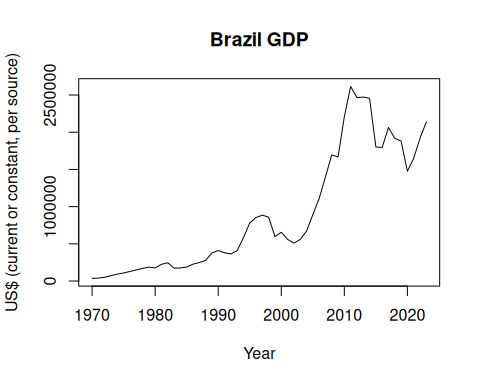 Brazil GDP
US$ (current or constant, per source)
2500000
1000000
0
1970 1980 1990 2000 2010 2020
Year